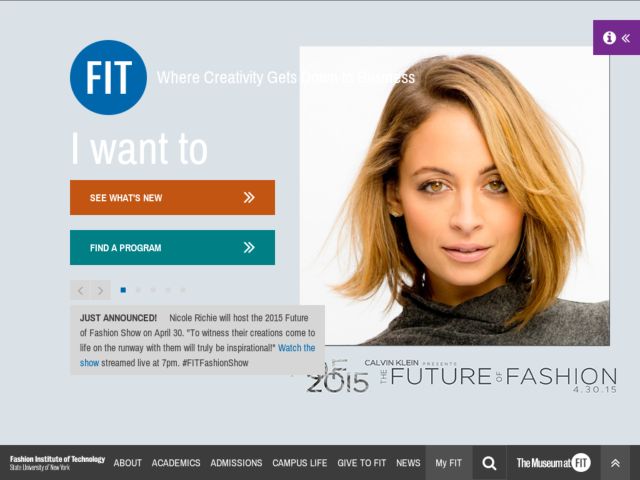 FIT
Where Creativity Gets Down to Business
I want to
SEE WHAT'S NEW
FIND A PROGRAM
JUST ANNOUNCED! Nicole Richie will host the 2015 Future
of Fashion Show on April 30. "To witness their creations come to
life on the runway with them will truly be inspirational!" Watch the
show streamed live at 7pm. #FITFashionShow
2015
CALVIN KLEIN PRESENTS
THE FUTURE OF FASHION
4.30.15
Fashion Institute of Technology
State University of New York
ABOUT ACADEMICS ADMISSIONS CAMPUS LIFE GIVE TO FIT NEWS My FIT The Museum at FIT